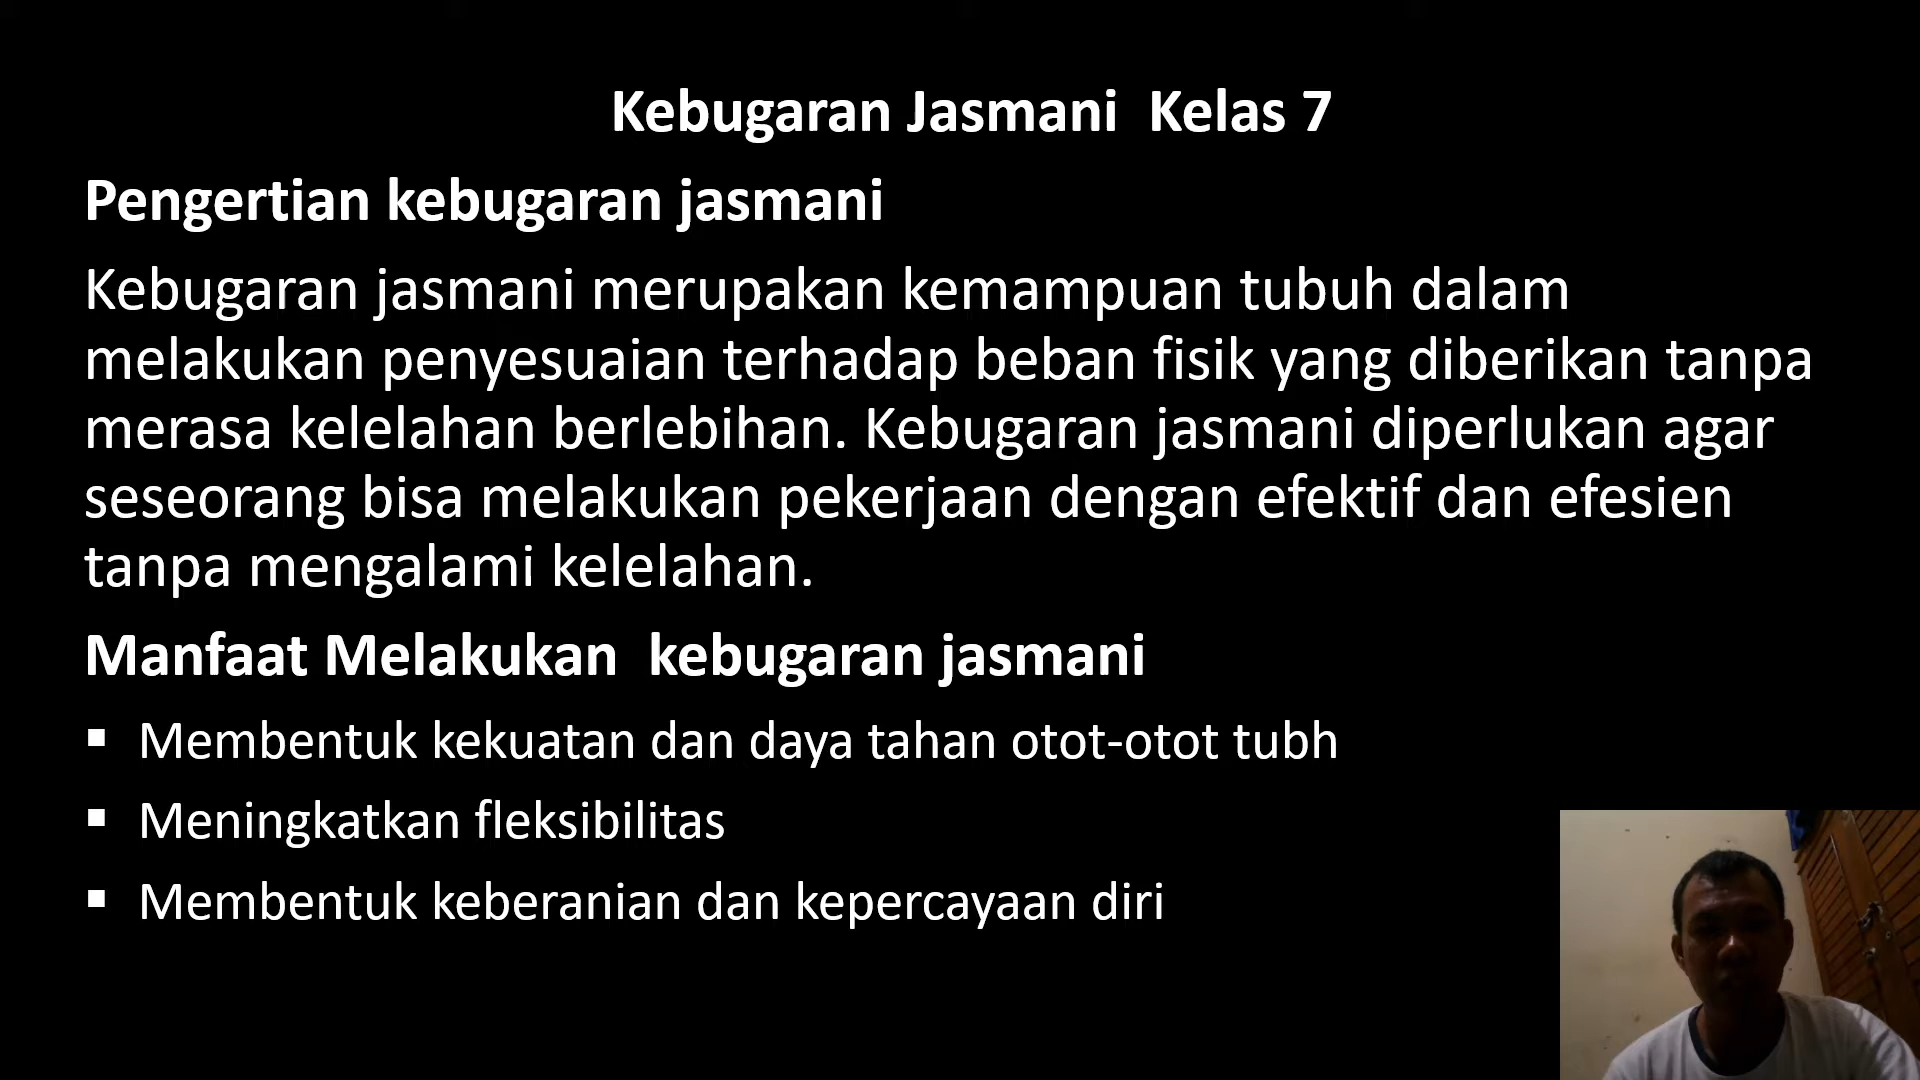 Kebugaran Jasmani  Kelas 7
Pengertian kebugaran jasmani
Kebugaran jasmani merupakan kemampuan tubuh dalam
melakukan penyesuaian terhadap beban fisik yang diberikan tanpa
merasa kelelahan berlebihan. Kebugaran jasmani diperlukan agar
seseorang bisa melakukan pekerjaan dengan efektif dan efesien
tanpa mengalami kelelahan.
Manfaat Melakukan  kebugaran jasmani
▪ Membentuk kekuatan dan daya tahan otot-otot tubh
▪ Meningkatkan fleksibilitas
▪ Membentuk keberanian dan kepercayaan diri